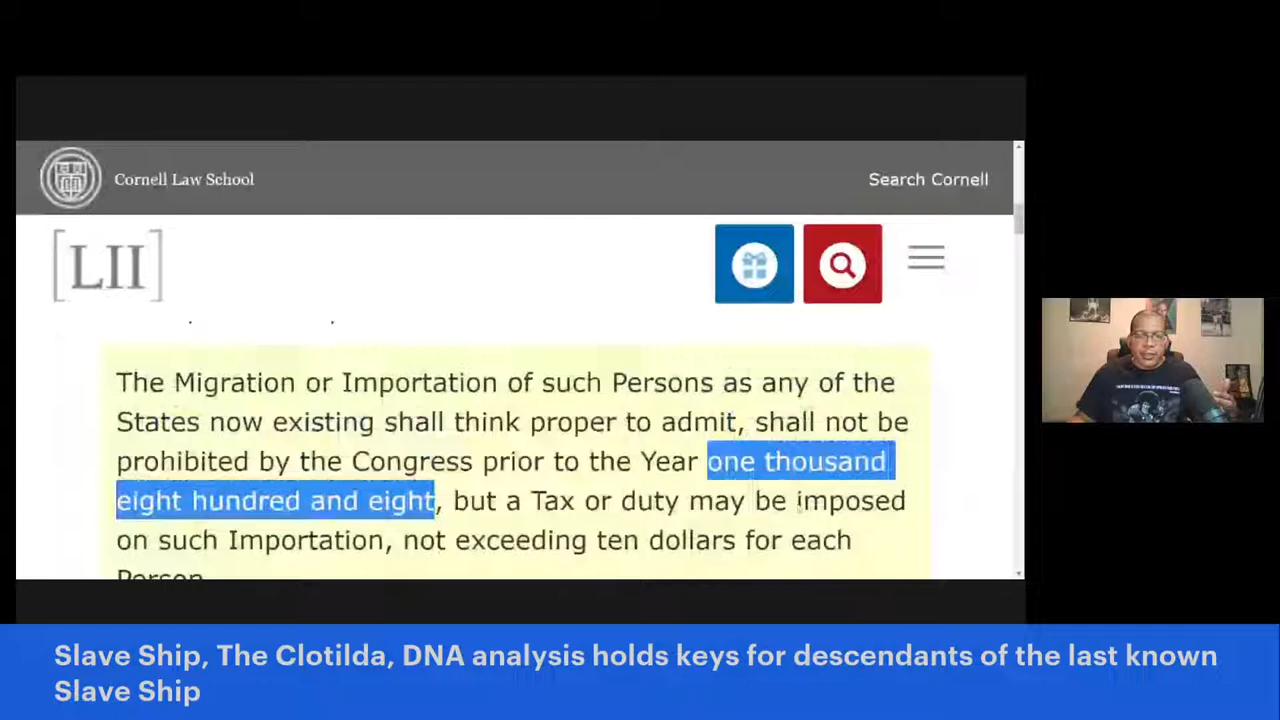 Cornell Law School
Search Cornell
[LII]
The Migration or Importation of such Persons as any of the
States now existing shall think proper to admit, shall not be
prohibited by the Congress prior to the Year one thousand
eight hundred and eight, but a Tax or duty may be imposed
on such Importation, not exceeding ten dollars for each
Person.
Slave Ship, The Clotilda, DNA analysis holds keys for descendants of the last known
Slave Ship